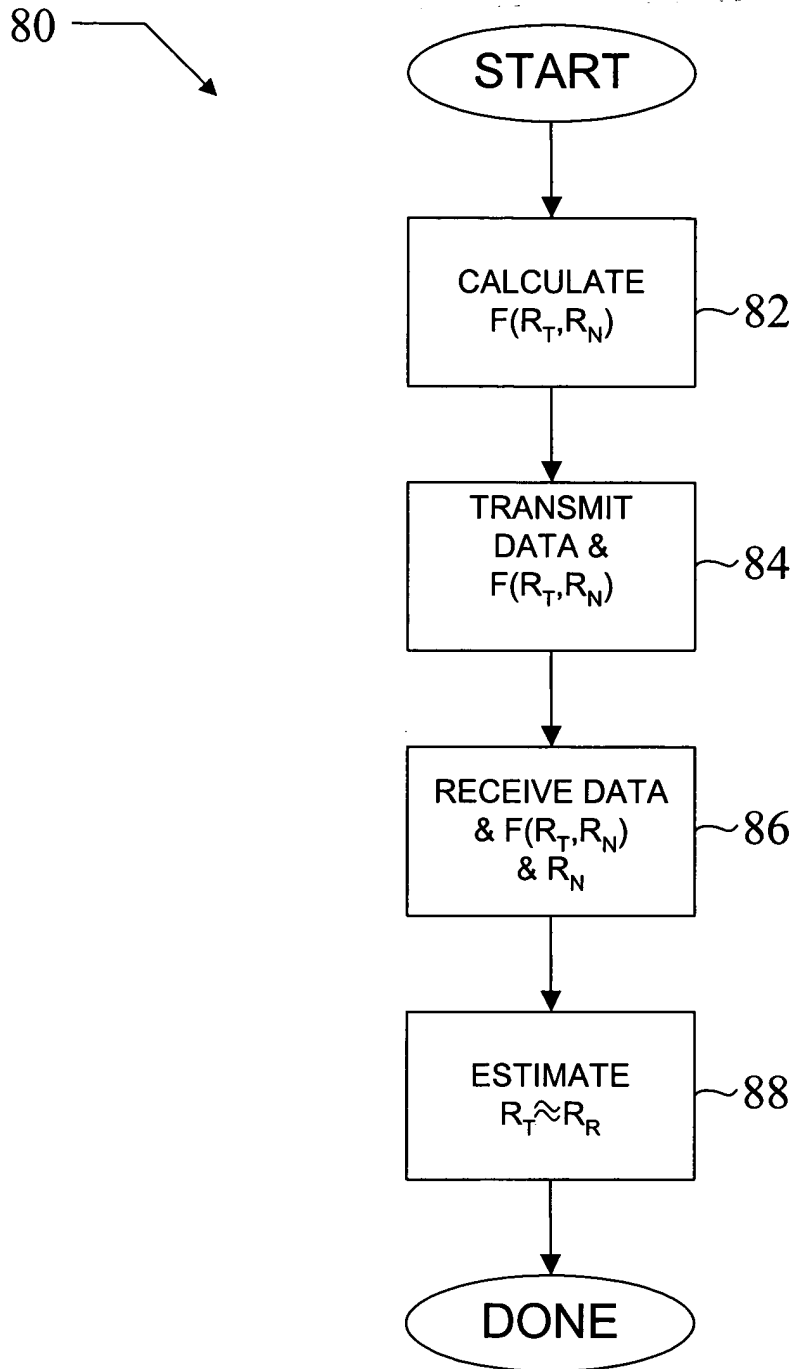 80
START
CALCULATE
F(R_T,R_N)
82
TRANSMIT
DATA &
F(R_T,R_N)
84
RECEIVE DATA
& F(R_T,R_N)
& R_N
86
ESTIMATE
R_T≈R_R
88
DONE